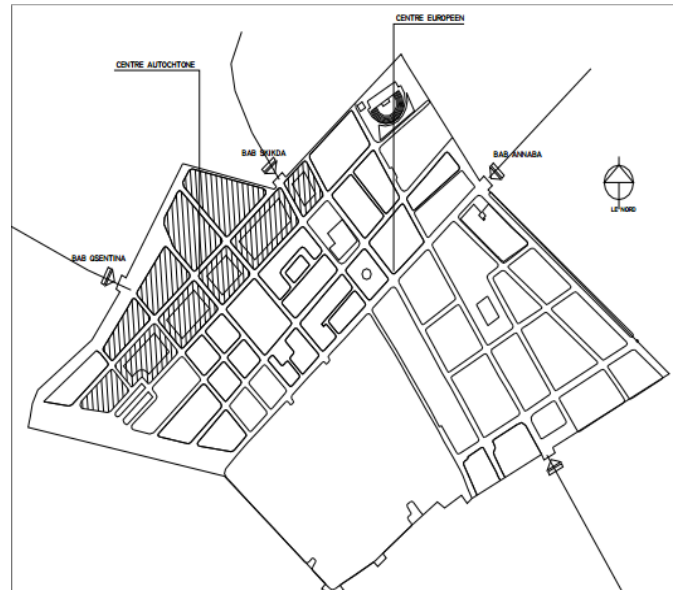 CENTRE EUROPEEN
CENTRE AUTOCHTONE
BAB SKIKDA
BAB ANNABA
LE NORD
BAB QSENTINA